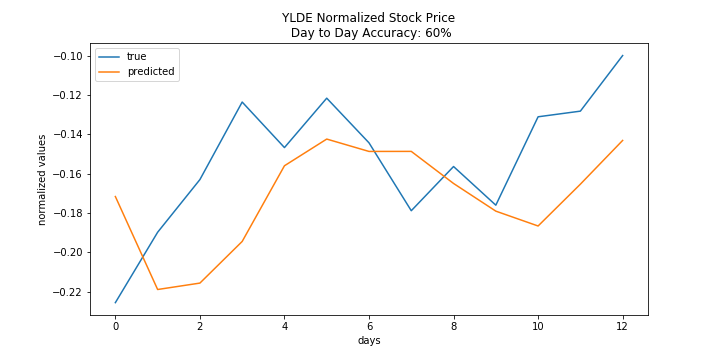 YLDE Normalized Stock Price
Day to Day Accuracy: 60%
true
predicted
normalized values
−0.10
−0.12
−0.14
−0.16
−0.18
−0.20
−0.22
0
2
4
6
8
10
12
days